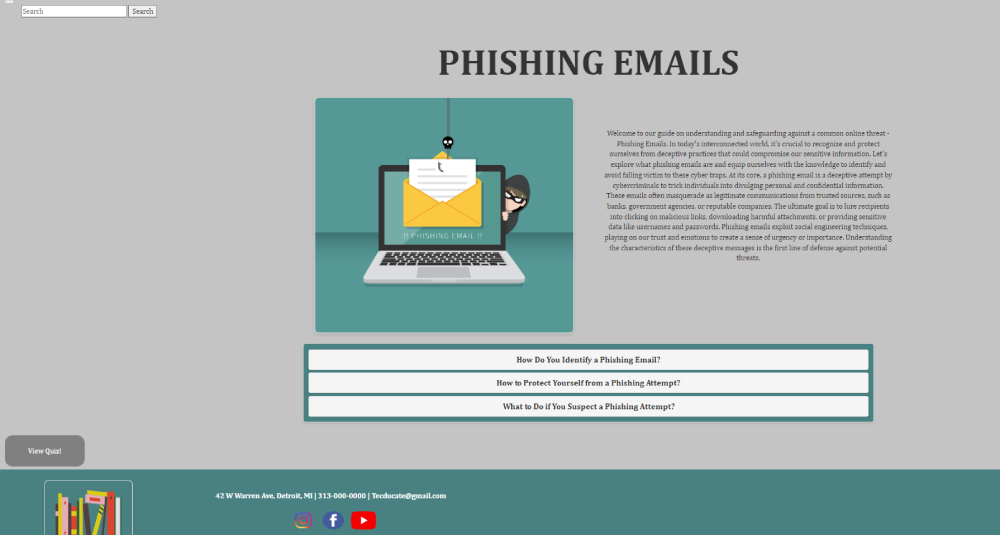 Search
Search
PHISHING EMAILS
!! PHISHING EMAIL !!
Welcome to our guide on understanding and safeguarding against a common online threat -
Phishing Emails. In today's interconnected world, it's crucial to recognize and protect
ourselves from deceptive practices that could compromise our sensitive information. Let's
explore what phishing emails are and equip ourselves with the knowledge to identify and
avoid falling victim to these cyber traps. At its core, a phishing email is a deceptive attempt by
cybercriminals to trick individuals into divulging personal and confidential information.
These emails often masquerade as legitimate communications from trusted sources, such as
banks, government agencies, or reputable companies. The ultimate goal is to lure recipients
into clicking on malicious links, downloading harmful attachments, or providing sensitive
data like usernames and passwords. Phishing emails exploit social engineering techniques,
playing on our trust and emotions to create a sense of urgency or importance. Understanding
the characteristics of these deceptive messages is the first line of defense against potential
threats.
How Do You Identify a Phishing Email?
How to Protect Yourself from a Phishing Attempt?
What to Do if You Suspect a Phishing Attempt?
View Quiz!
42 W Warren Ave, Detroit, MI | 313-000-0000 | Tecducate@gmail.com